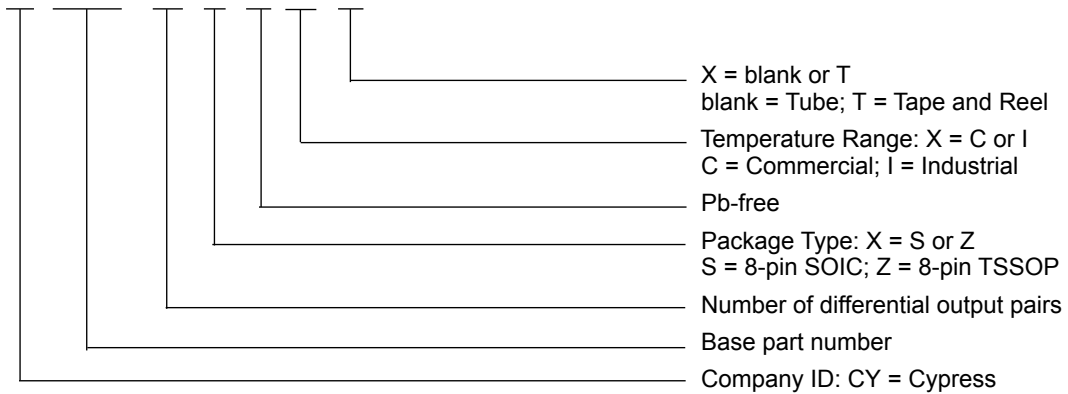 X = blank or T
blank = Tube; T = Tape and Reel
Temperature Range: X = C or I
C = Commercial; I = Industrial
Pb-free
Package Type: X = S or Z
S = 8-pin SOIC; Z = 8-pin TSSOP
Number of differential output pairs
Base part number
Company ID: CY = Cypress